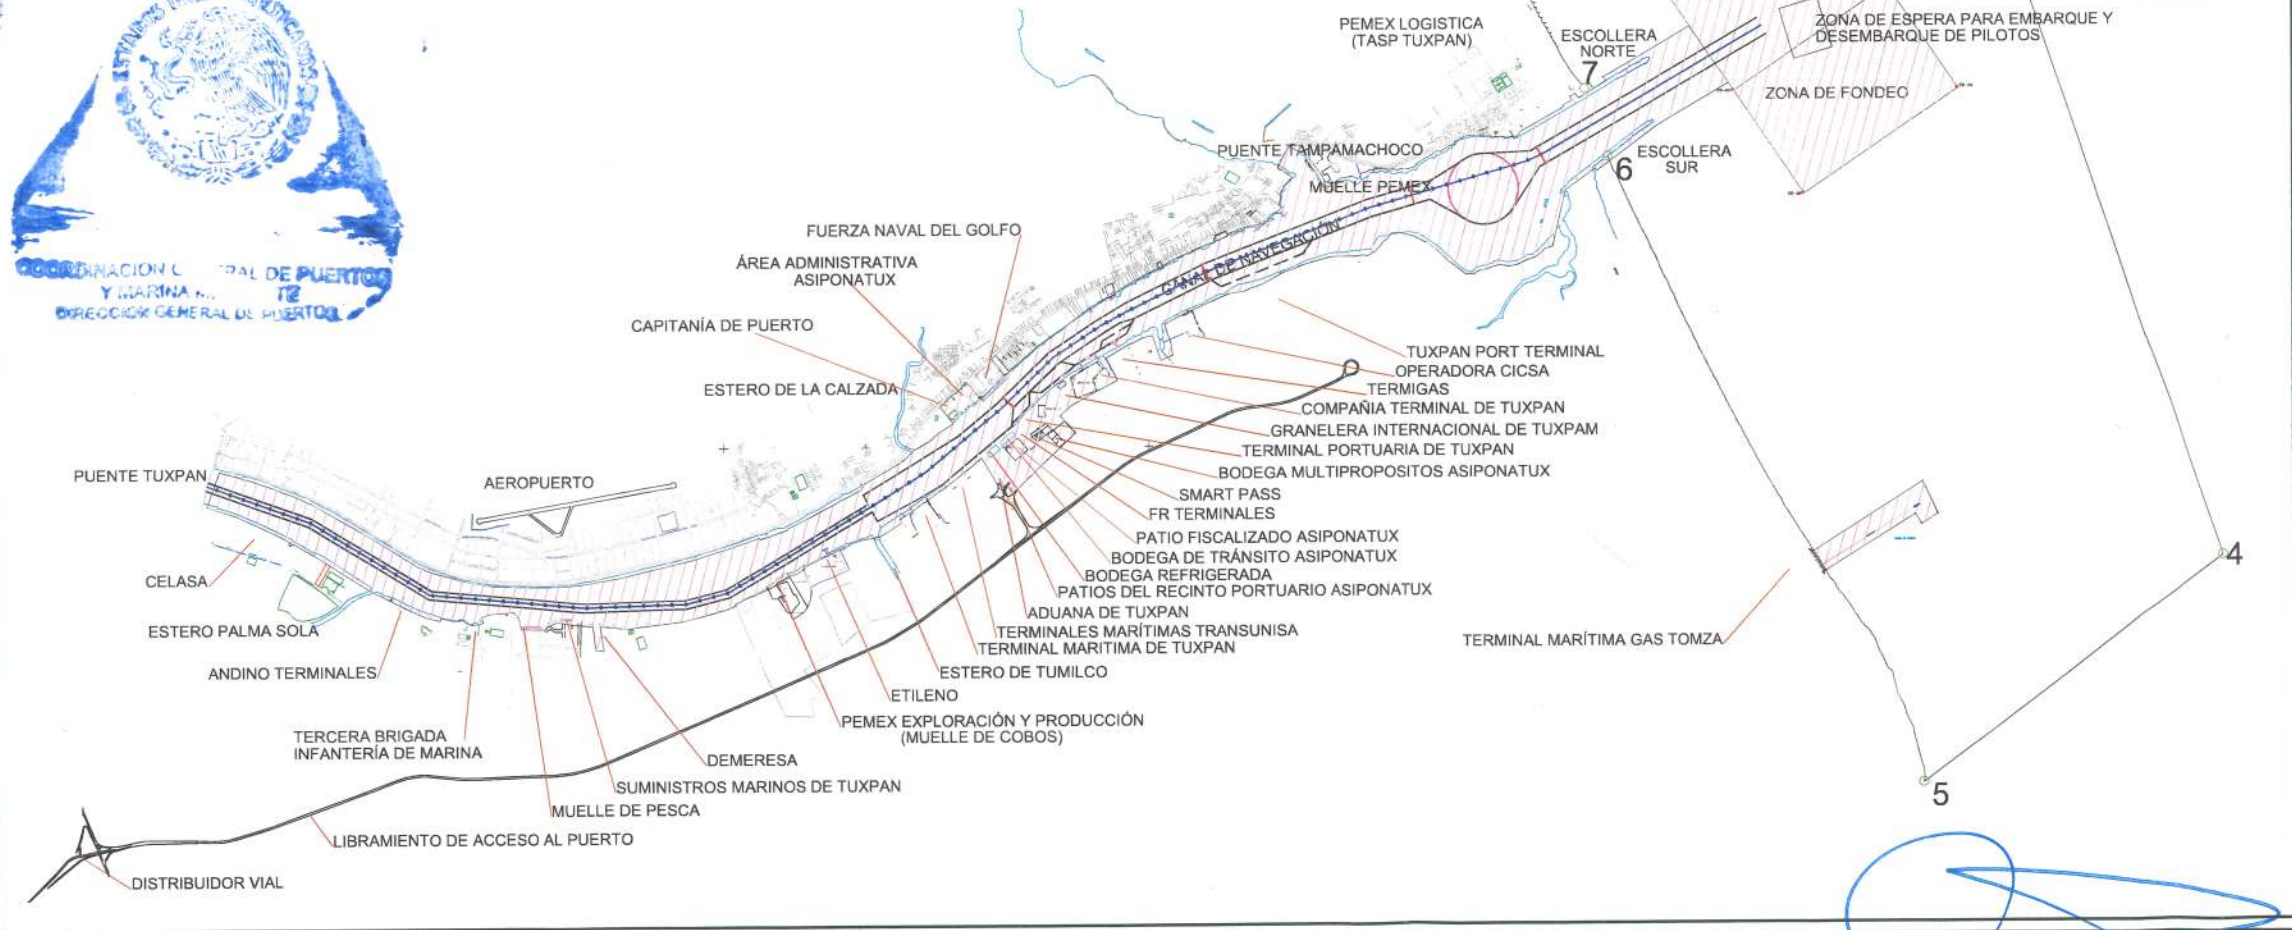 PEMEX LOGISTICA
(TASP TUXPAN)
ESCOLLERA
NORTE
7
ZONA DE ESPERA PARA EMBARQUE Y
DESEMBARQUE DE PILOTOS
ZONA DE FONDEO
PUENTE TAMPAMACHOCO
MUELLE PEMEX
ESCOLLERA
SUR
6
CANAL DE NAVEGACIÓN
FUERZA NAVAL DEL GOLFO
ÁREA ADMINISTRATIVA
ASIPONATUX
CAPITANÍA DE PUERTO
ESTERO DE LA CALZADA
DE PUERTOS
Y MARINA
DIRECCIÓN GENERAL DE PUERTOS
TUXPAN PORT TERMINAL
OPERADORA CICSA
TERMIGAS
COMPAÑIA TERMINAL DE TUXPAN
GRANELERA INTERNACIONAL DE TUXPAM
TERMINAL PORTUARIA DE TUXPAN
BODEGA MULTIPROPOSITOS ASIPONATUX
SMART PASS
FR TERMINALES
PATIO FISCALIZADO ASIPONATUX
BODEGA DE TRÁNSITO ASIPONATUX
BODEGA REFRIGERADA
PATIOS DEL RECINTO PORTUARIO ASIPONATUX
ADUANA DE TUXPAN
TERMINALES MARÍTIMAS TRANSUNISA
TERMINAL MARITIMA DE TUXPAN
ESTERO DE TUMILCO
ETILENO
PEMEX EXPLORACIÓN Y PRODUCCIÓN
(MUELLE DE COBOS)
PUENTE TUXPAN
AEROPUERTO
CELASA
ESTERO PALMA SOLA
ANDINO TERMINALES
TERCERA BRIGADA
INFANTERÍA DE MARINA
DEMERESA
SUMINISTROS MARINOS DE TUXPAN
MUELLE DE PESCA
LIBRAMIENTO DE ACCESO AL PUERTO
DISTRIBUIDOR VIAL
TERMINAL MARÍTIMA GAS TOMZA
4
5